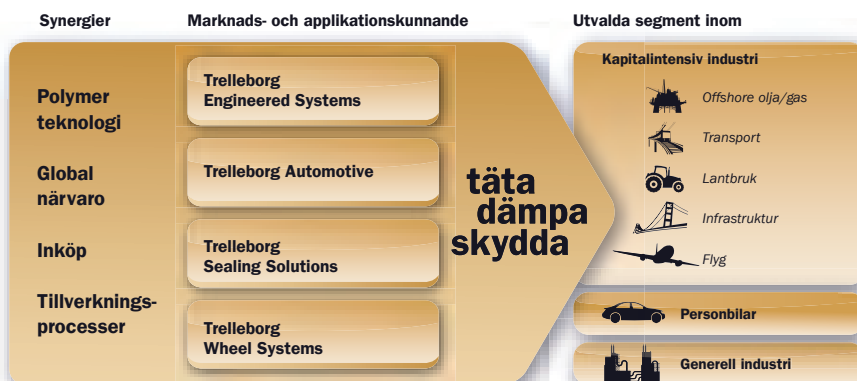 Synergier
Marknads- och applikationskunnande
Utvalda segment inom
Polymer
teknologi
Global
närvaro
Inköp
Tillverknings-
processer
Trelleborg
Engineered Systems
Trelleborg Automotive
Trelleborg
Sealing Solutions
Trelleborg
Wheel Systems
täta
dämpa
skydda
Kapitalintensiv industri
Offshore olja/gas
Transport
Lantbruk
Infrastruktur
Flyg
Personbilar
Generell industri